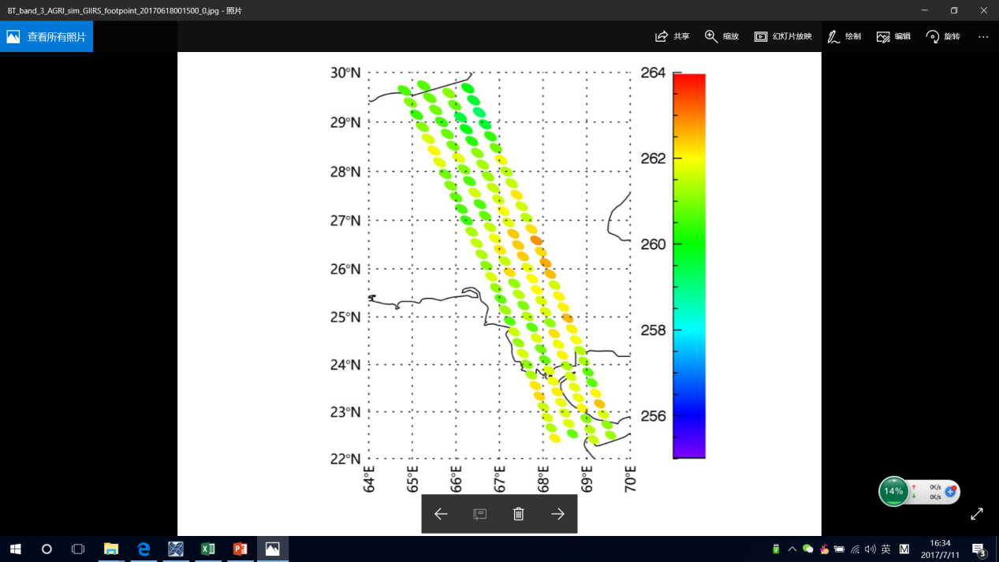 BT_band_3_AGRI_sim_GIIRS_footpoint_20170618001500_0.jpg - 照片
查看所有照片
共享
缩放
幻灯片放映
绘制
编辑
旋转
30°N
29°N
28°N
27°N
26°N
25°N
24°N
23°N
22°N
64°E
65°E
66°E
67°E
68°E
69°E
70°E
264
262
260
258
256
14%
0K/s
0K/s
英
M
16:34
2017/7/11
3